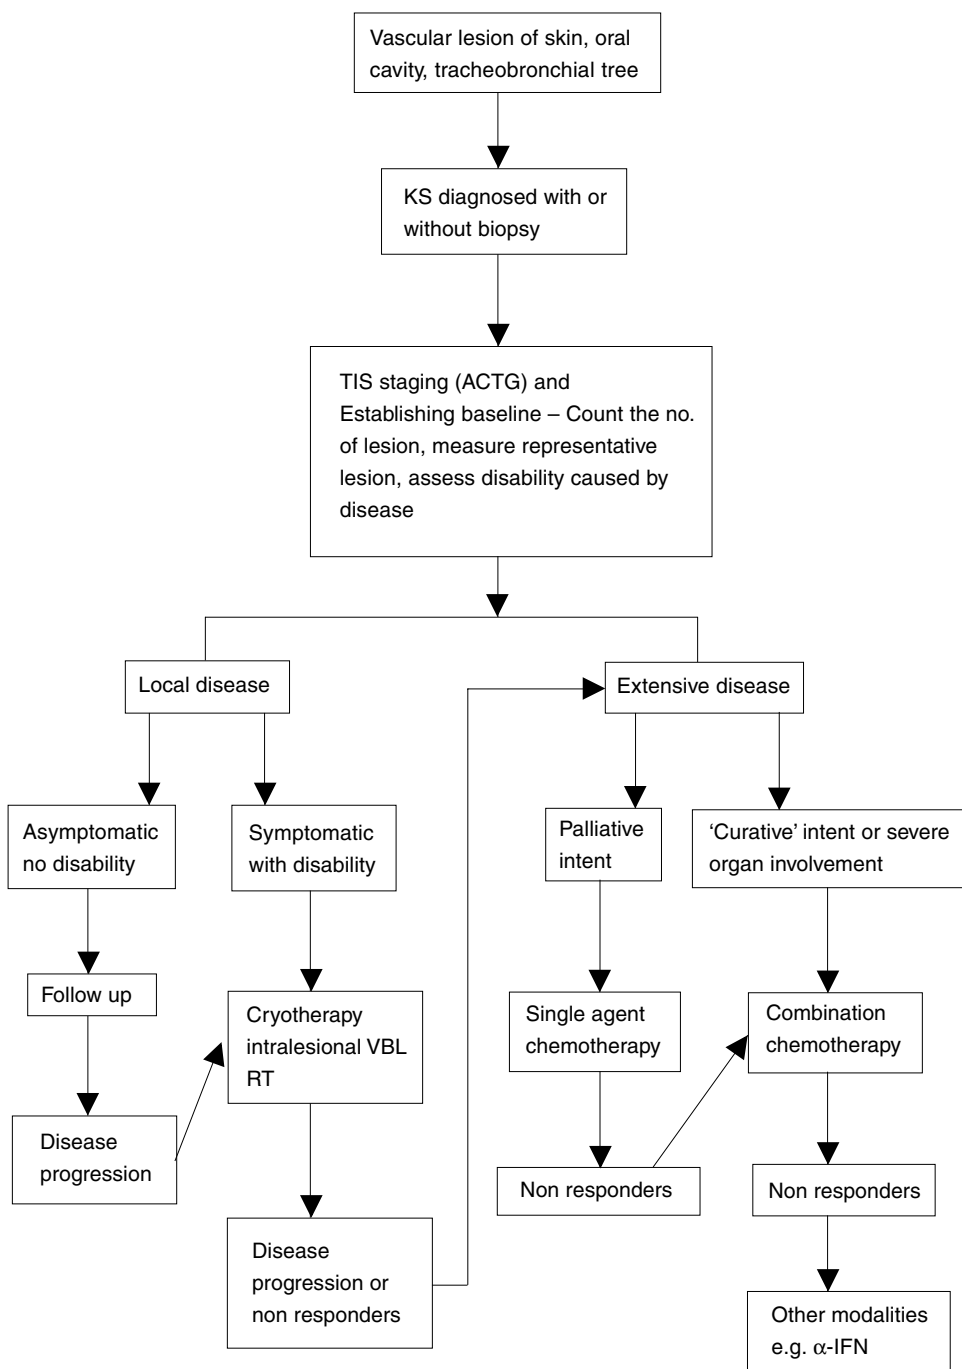 Vascular lesion of skin, oral
cavity, tracheobronchial tree
KS diagnosed with or
without biopsy
TIS staging (ACTG) and
Establishing baseline – Count the no.
of lesion, measure representative
lesion, assess disability caused by
disease
Local disease
Extensive disease
Asymptomatic
no disability
Symptomatic
with disability
Palliative
intent
‘Curative’ intent or severe
organ involvement
Follow up
Cryotherapy
intralesional VBL
RT
Single agent
chemotherapy
Combination
chemotherapy
Disease
progression
Non responders
Non responders
Disease
progression or
non responders
Other modalities
e.g. α-IFN